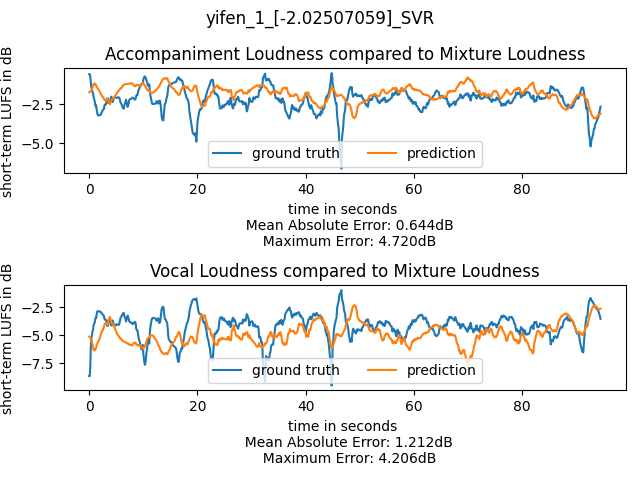 yifen_1_[-2.02507059]_SVR
Accompaniment Loudness compared to Mixture Loudness
short-term LUFS in dB
−2.5
−5.0
ground truth prediction
0 20 40 60 80
time in seconds
Mean Absolute Error: 0.644dB
Maximum Error: 4.720dB
Vocal Loudness compared to Mixture Loudness
short-term LUFS in dB
−2.5
−5.0
−7.5
ground truth prediction
0 20 40 60 80
time in seconds
Mean Absolute Error: 1.212dB
Maximum Error: 4.206dB